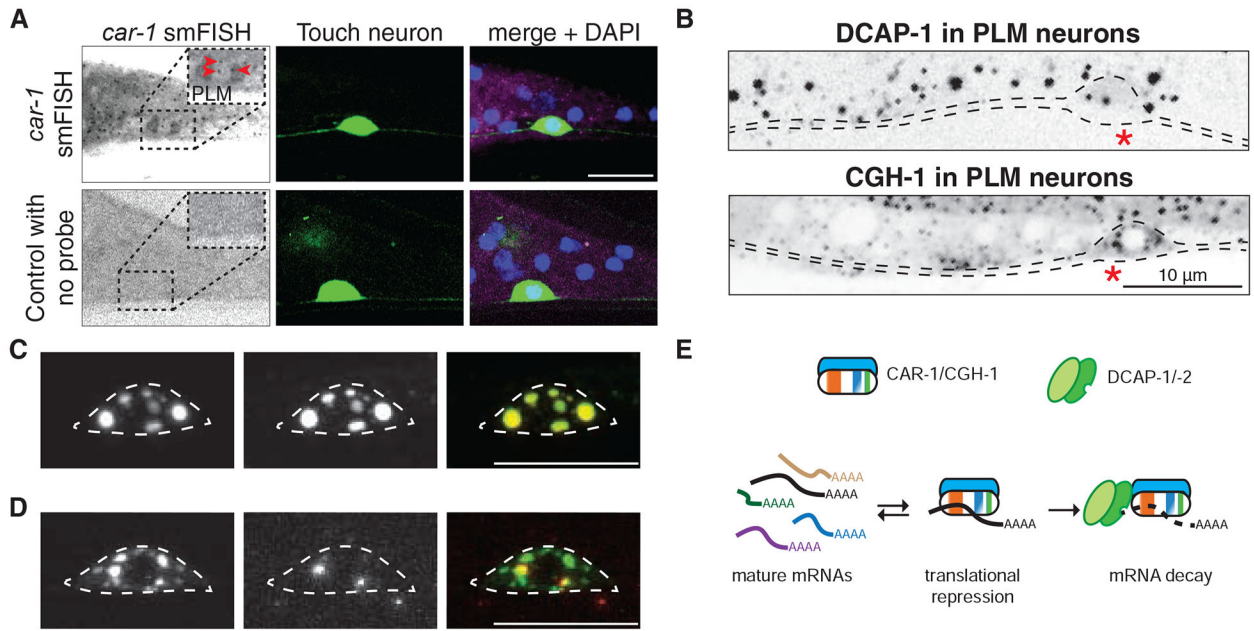 A
car-1 smFISH
Touch neuron
merge + DAPI
car-1
smFISH
PLM
Control with
no probe
B
DCAP-1 in PLM neurons
*
CGH-1 in PLM neurons
*
10 µm
C
D
E
CAR-1/CGH-1
DCAP-1/-2
AAAA
AAAA
AAAA
AAAA
AAAA
AAAA
AAAA
mature mRNAs
translational
repression
mRNA decay